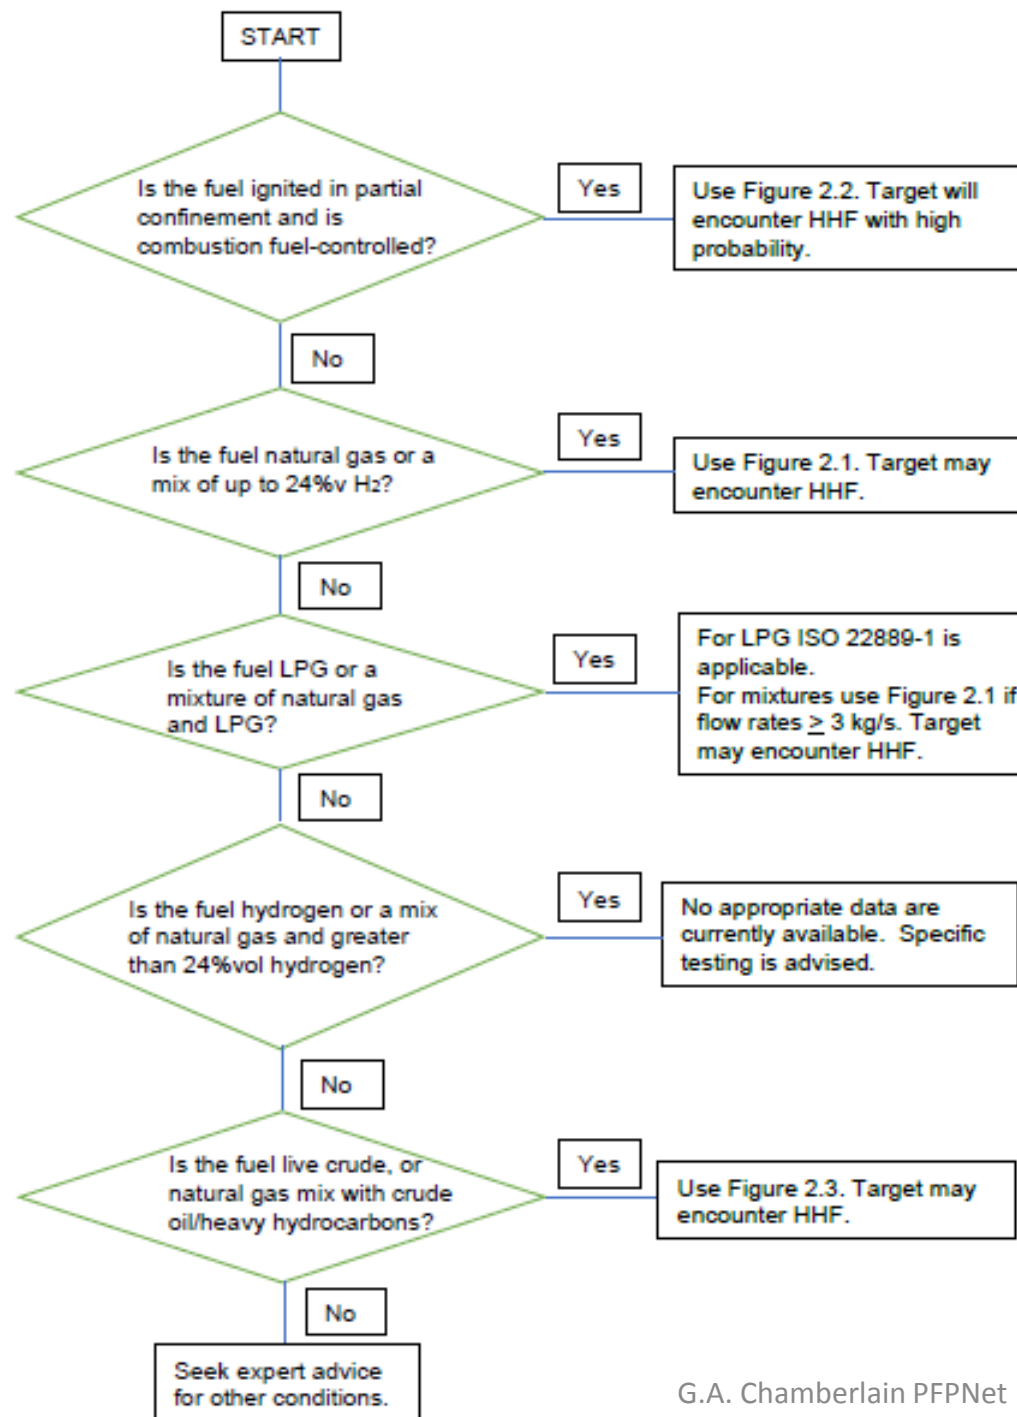 START
Is the fuel ignited in partial
confinement and is
combustion fuel-controlled?
Yes
Use Figure 2.2. Target will
encounter HHF with high
probability.
No
Is the fuel natural gas or a
mix of up to 24%v H₂?
Yes
Use Figure 2.1. Target may
encounter HHF.
No
Is the fuel LPG or a
mixture of natural gas
and LPG?
Yes
For LPG ISO 22889-1 is
applicable.
For mixtures use Figure 2.1 if
flow rates ≥ 3 kg/s. Target
may encounter HHF.
No
Is the fuel hydrogen or a mix
of natural gas and greater
than 24%vol hydrogen?
Yes
No appropriate data are
currently available. Specific
testing is advised.
No
Is the fuel live crude, or
natural gas mix with crude
oil/heavy hydrocarbons?
Yes
Use Figure 2.3. Target may
encounter HHF.
No
Seek expert advice
for other conditions.
G.A. Chamberlain PFPNet